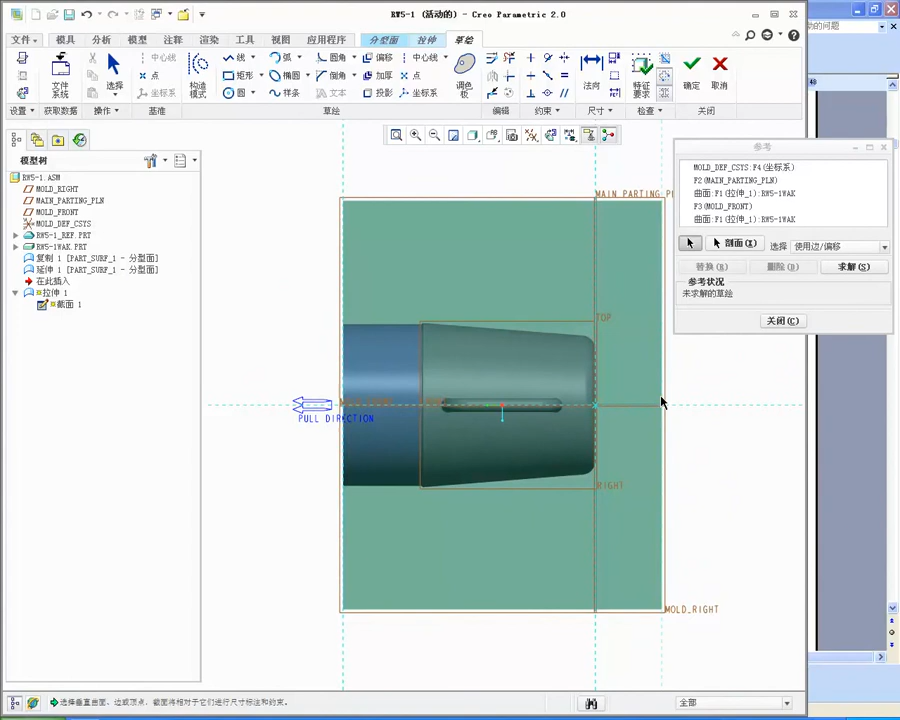 RW5-1 (活动的) - Creo Parametric 2.0
动的问题
文件 模具 分析 模型 注释 渲染 工具 视图 应用程序 分型面 拉伸 草绘
文件系统 选择 中心线 点 坐标系 构造模式 线 弧 圆角 偏移 中心线
矩形 椭圆 倒角 加厚 点
圆 样条 文本 投影 坐标系 调色板 法向 特征要求 确定 取消
设置 获取数据 操作 基准 草绘 编辑 约束 尺寸 检查 关闭
模型树
RW5-1.ASM
MOLD_RIGHT
MAIN_PARTING_PLN
MOLD_FRONT
MOLD_DEF_CSYS
RW5-1_REF.PRT
RW5-1WAK.PRT
复制 1 [PART_SURF_1 - 分型面]
延伸 1 [PART_SURF_1 - 分型面]
在此插入
拉伸 1
截面 1
MAIN_PARTING_PL
TOP
PULL DIRECTION
RIGHT
MOLD_RIGHT
参考
MOLD_DEF_CSYS:F4(坐标系)
F2(MAIN_PARTING_PLN)
曲面:F1(拉伸_1):RW5-1WAK
F3(MOLD_FRONT)
曲面:F1(拉伸_1):RW5-1WAK
剖面(X) 选择 使用边/偏移
替换(R) 删除(D) 求解(S)
参考状况
未求解的草绘
关闭(C)
选择垂直曲面、边或顶点,截面将相对于它们进行尺寸标注和约束。
全部